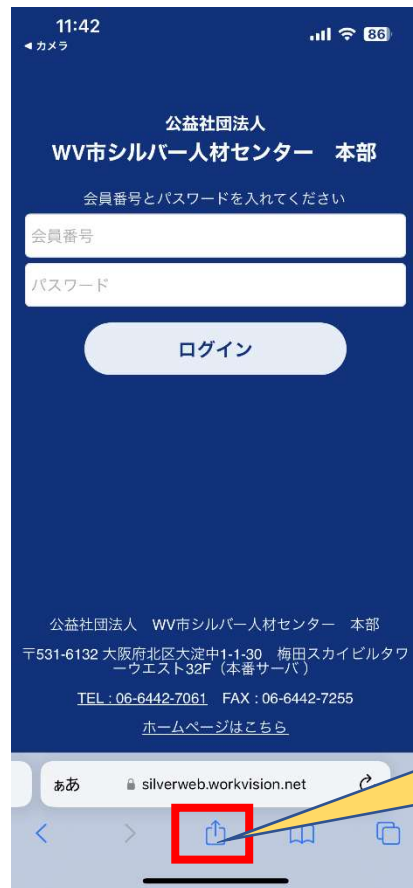 11:42
86
◀カメラ
公益社団法人
WV市シルバー人材センター 本部
会員番号とパスワードを入れてください
会員番号
パスワード
ログイン
公益社団法人 WV市シルバー人材センター 本部
〒531-6132 大阪府北区大淀中1-1-30 梅田スカイビルタワ
ーウエスト32F（本番サーバ）
TEL : 06-6442-7061 FAX : 06-6442-7255
ホームページはこちら
ぁあ silverweb.workvision.net